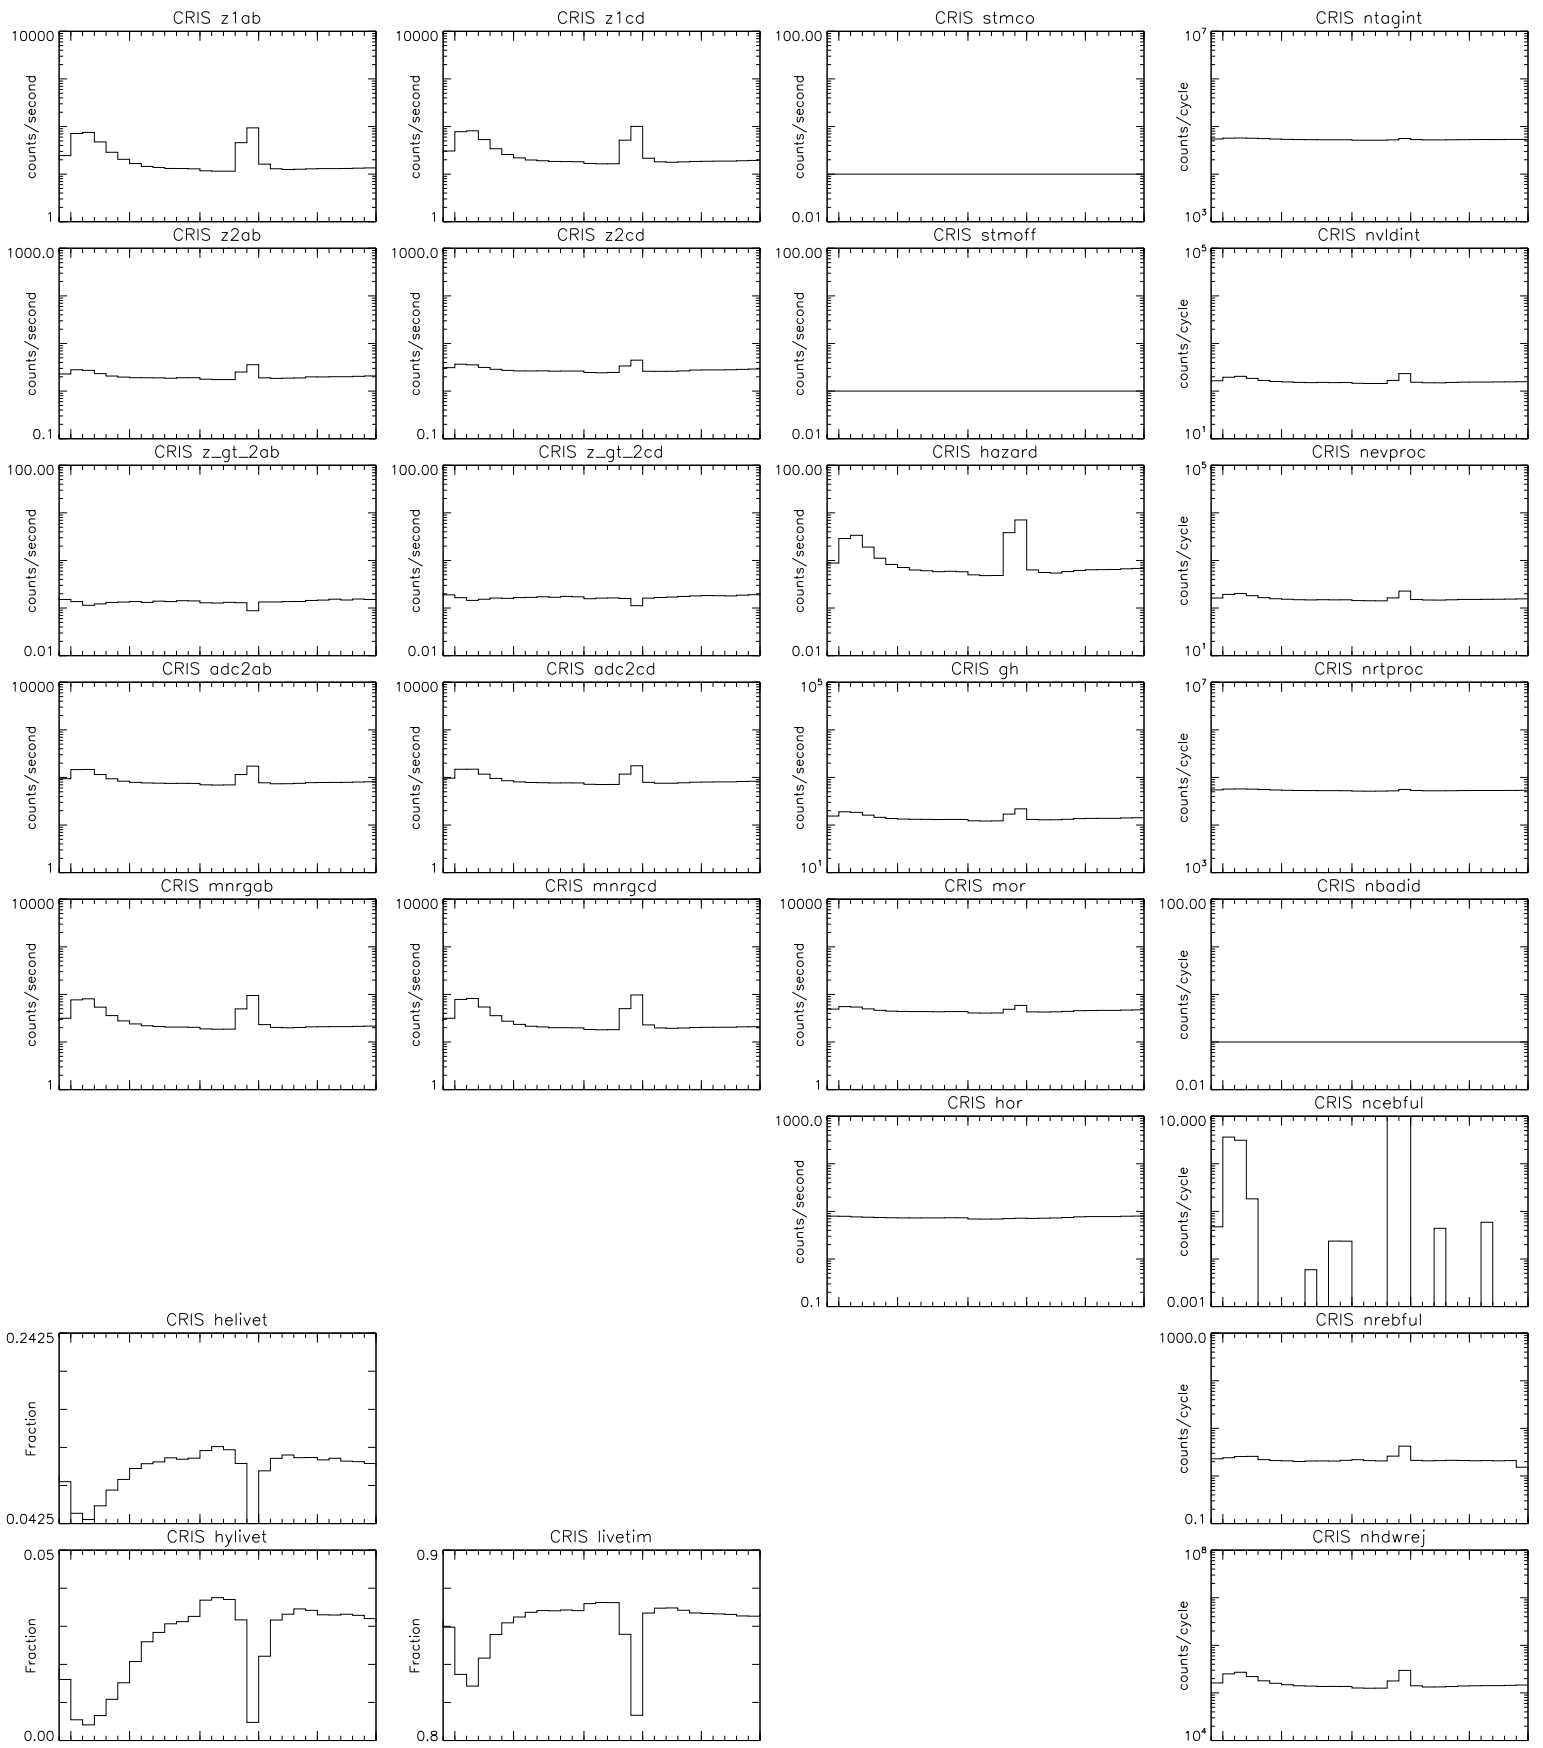 CRIS z1ab
10000
counts/second
1
CRIS z1cd
10000
counts/second
1
CRIS stmco
100.00
counts/second
0.01
CRIS ntagint
10^7
counts/cycle
10^3
CRIS z2ab
1000.0
counts/second
0.1
CRIS z2cd
1000.0
counts/second
0.1
CRIS stmoff
100.00
counts/second
0.01
CRIS nvldint
10^5
counts/cycle
10^1
CRIS z_gt_2ab
100.00
counts/second
0.01
CRIS z_gt_2cd
100.00
counts/second
0.01
CRIS hazard
100.00
counts/second
0.01
CRIS nevproc
10^5
counts/cycle
10^1
CRIS adc2ab
10000
counts/second
1
CRIS adc2cd
10000
counts/second
1
CRIS gh
10^5
counts/second
10^1
CRIS nrtproc
10^7
counts/cycle
10^3
CRIS mnrgab
10000
counts/second
1
CRIS mnrgcd
10000
counts/second
1
CRIS mor
10000
counts/second
1
CRIS nbadid
100.00
counts/cycle
0.01
CRIS hor
1000.0
counts/second
0.1
CRIS ncebful
10.000
counts/cycle
0.001
CRIS helivet
0.2425
Fraction
0.0425
CRIS nrebful
1000.0
counts/cycle
0.1
CRIS hylivet
0.05
Fraction
0.00
CRIS livetim
0.9
Fraction
0.8
CRIS nhdwrej
10^8
counts/cycle
10^4